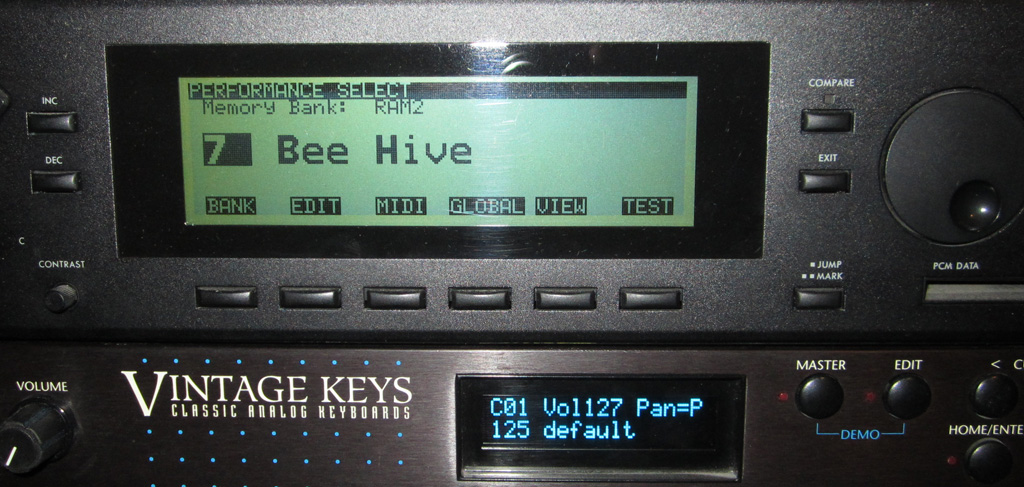 COMPARE
PERFORMANCE SELECT
INC
Memory Bank: RAM2
7 Bee Hive
DEC
EXIT
BANK EDIT MIDI GLOBAL VIEW TEST
C
CONTRAST
JUMP
MARK
PCM DATA
MASTER
EDIT
VOLUME
VINTAGE KEYS
CLASSIC ANALOG KEYBOARDS
C01 Vol127 Pan=P
125 default
DEMO
<
HOME/ENTE